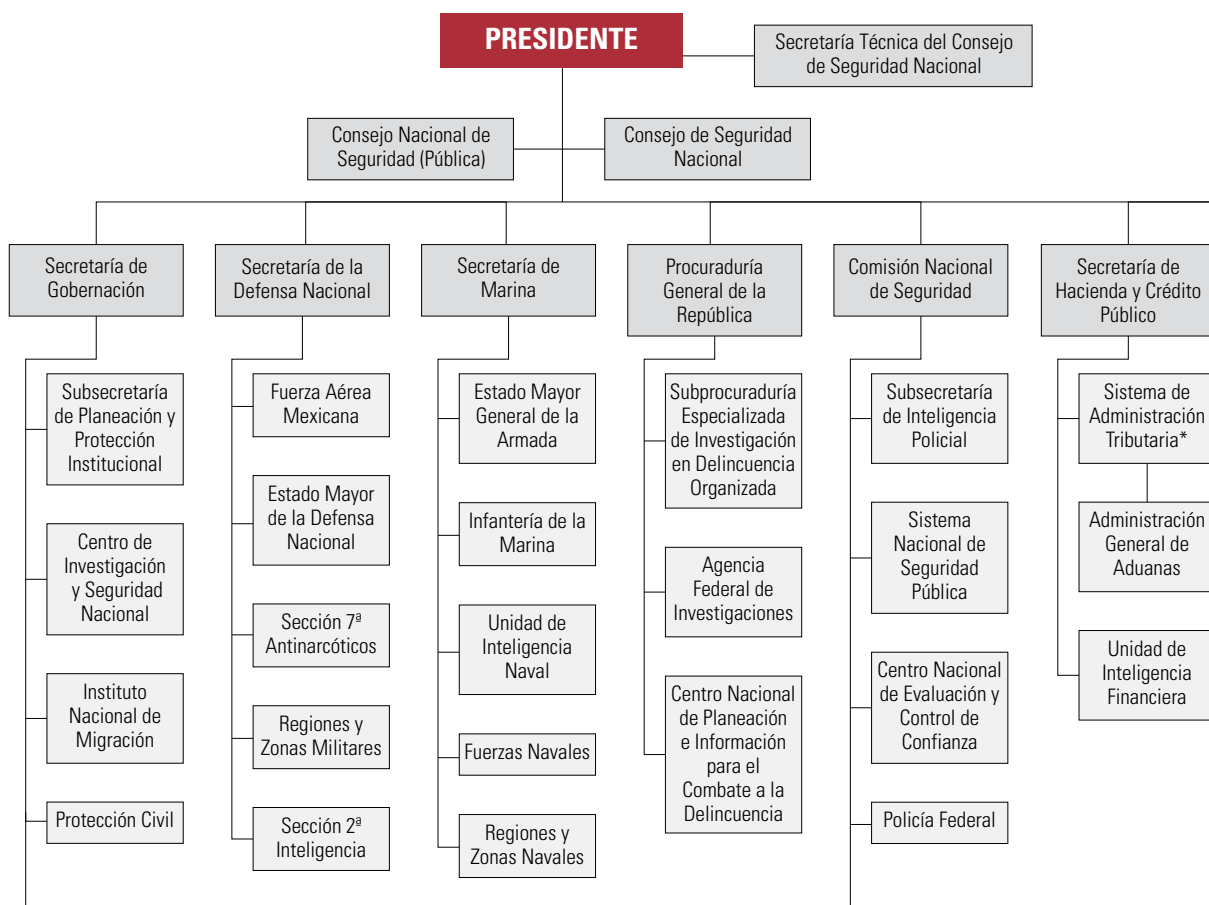 PRESIDENTE
Secretaría Técnica del Consejo
de Seguridad Nacional
Consejo Nacional de
Seguridad (Pública)
Consejo de Seguridad
Nacional
Secretaría de
Gobernación
Secretaría de la
Defensa Nacional
Secretaría de
Marina
Procuraduría
General de la
República
Comisión Nacional
de Seguridad
Secretaría de
Hacienda y Crédito
Público
Subsecretaría
de Planeación y
Protección
Institucional
Centro de
Investigación
y Seguridad
Nacional
Instituto
Nacional de
Migración
Protección Civil
Fuerza Aérea
Mexicana
Estado Mayor
de la Defensa
Nacional
Sección 7ª
Antinarcóticos
Regiones y
Zonas Militares
Sección 2ª
Inteligencia
Estado Mayor
General de la
Armada
Infantería de la
Marina
Unidad de
Inteligencia
Naval
Fuerzas Navales
Regiones y
Zonas Navales
Subprocuraduría
Especializada
de Investigación
en Delincuencia
Organizada
Agencia
Federal de
Investigaciones
Centro Nacional
de Planeación
e Información
para el
Combate a la
Delincuencia
Subsecretaría
de Inteligencia
Policial
Sistema
Nacional de
Seguridad
Pública
Centro Nacional
de Evaluación y
Control de
Confianza
Policía Federal
Sistema de
Administración
Tributaria*
Administración
General de
Aduanas
Unidad de
Inteligencia
Financiera